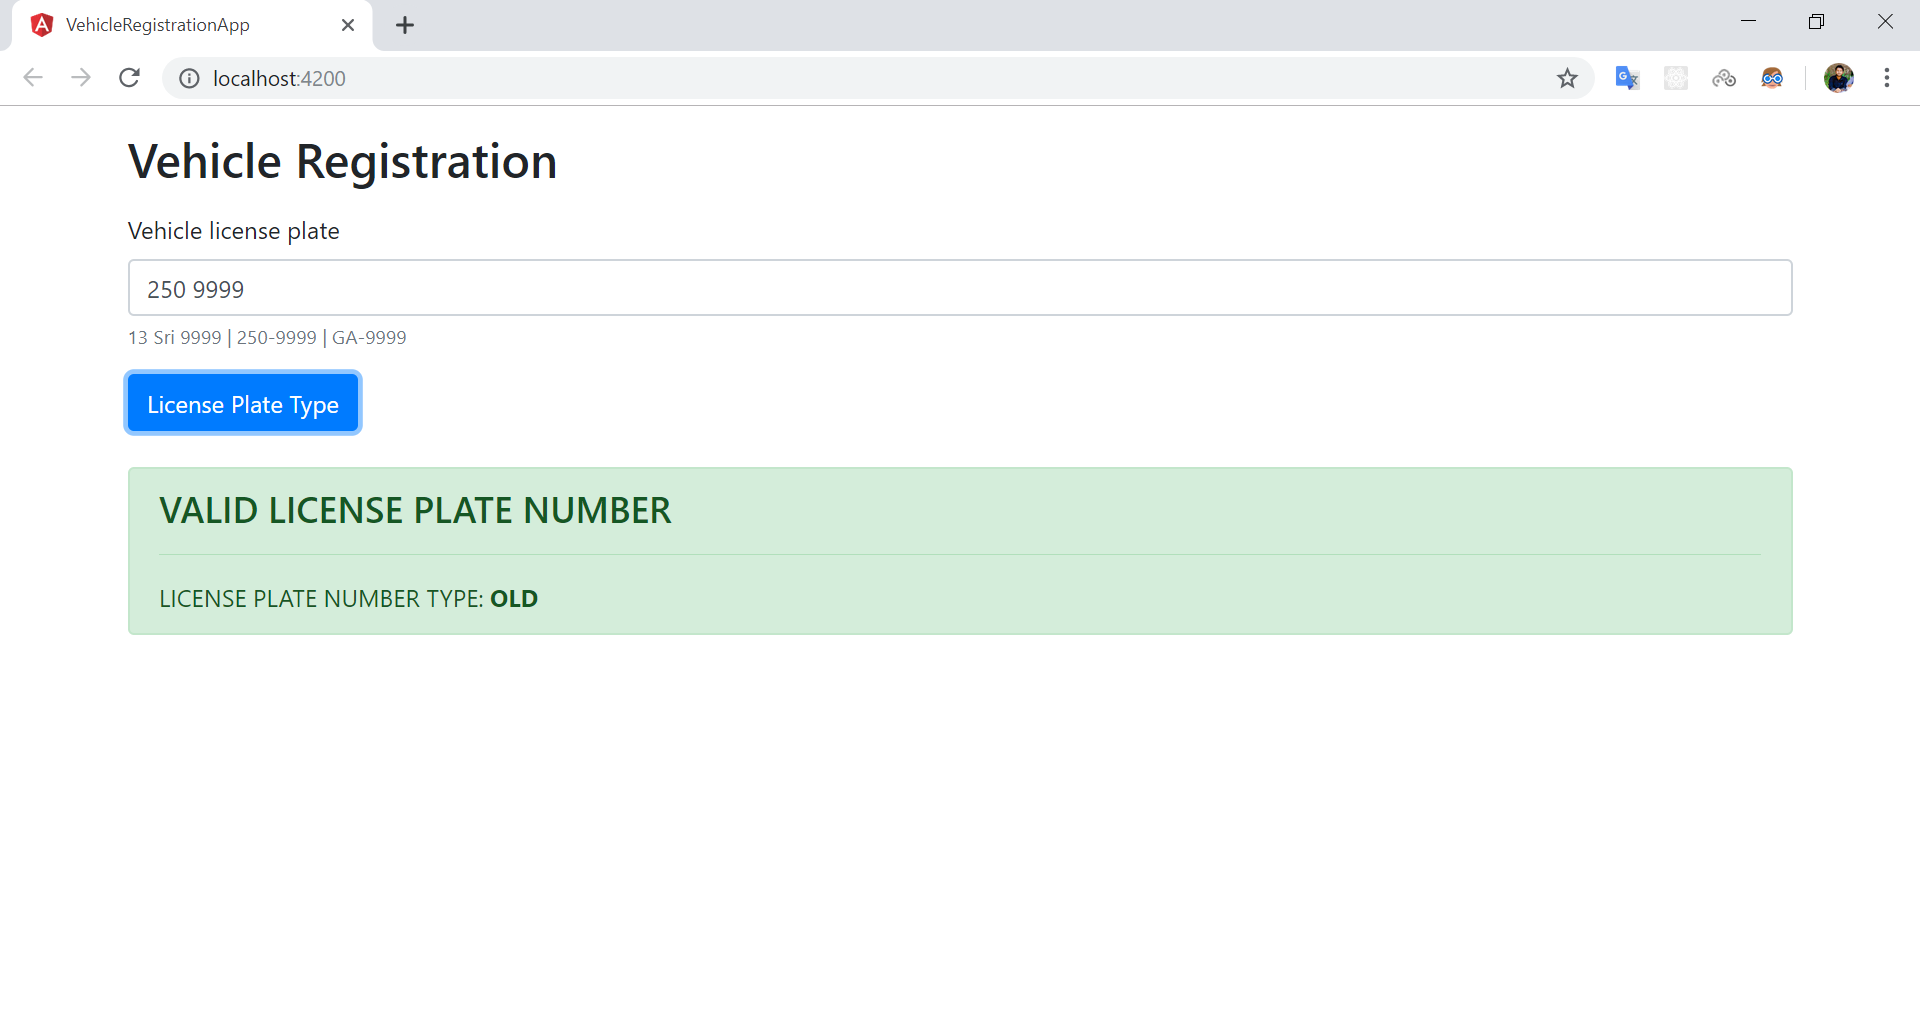 VehicleRegistrationApp
localhost:4200
Vehicle Registration
Vehicle license plate
250 9999
13 Sri 9999 | 250-9999 | GA-9999
License Plate Type
VALID LICENSE PLATE NUMBER
LICENSE PLATE NUMBER TYPE: OLD